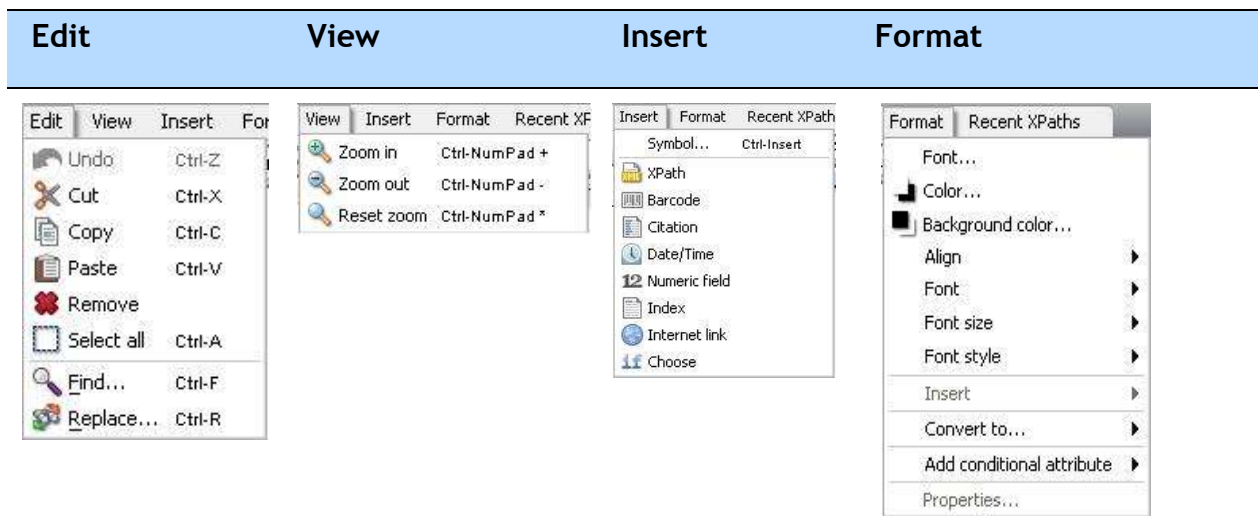 Edit View Insert Format
Edit View Insert For
Undo Ctrl-Z
Cut Ctrl-X
Copy Ctrl-C
Paste Ctrl-V
Remove
Select all Ctrl-A
Find... Ctrl-F
Replace... Ctrl-R
View Insert Format Recent XP
Zoom in Ctrl-NumPad +
Zoom out Ctrl-NumPad -
Reset zoom Ctrl-NumPad *
Insert Format Recent XPath
Symbol... Ctrl-Insert
XPath
Barcode
Citation
Date/Time
12 Numeric field
Index
Internet link
if Choose
Format Recent XPaths
Font...
Color...
Background color...
Align
Font
Font size
Font style
Insert
Convert to...
Add conditional attribute
Properties...